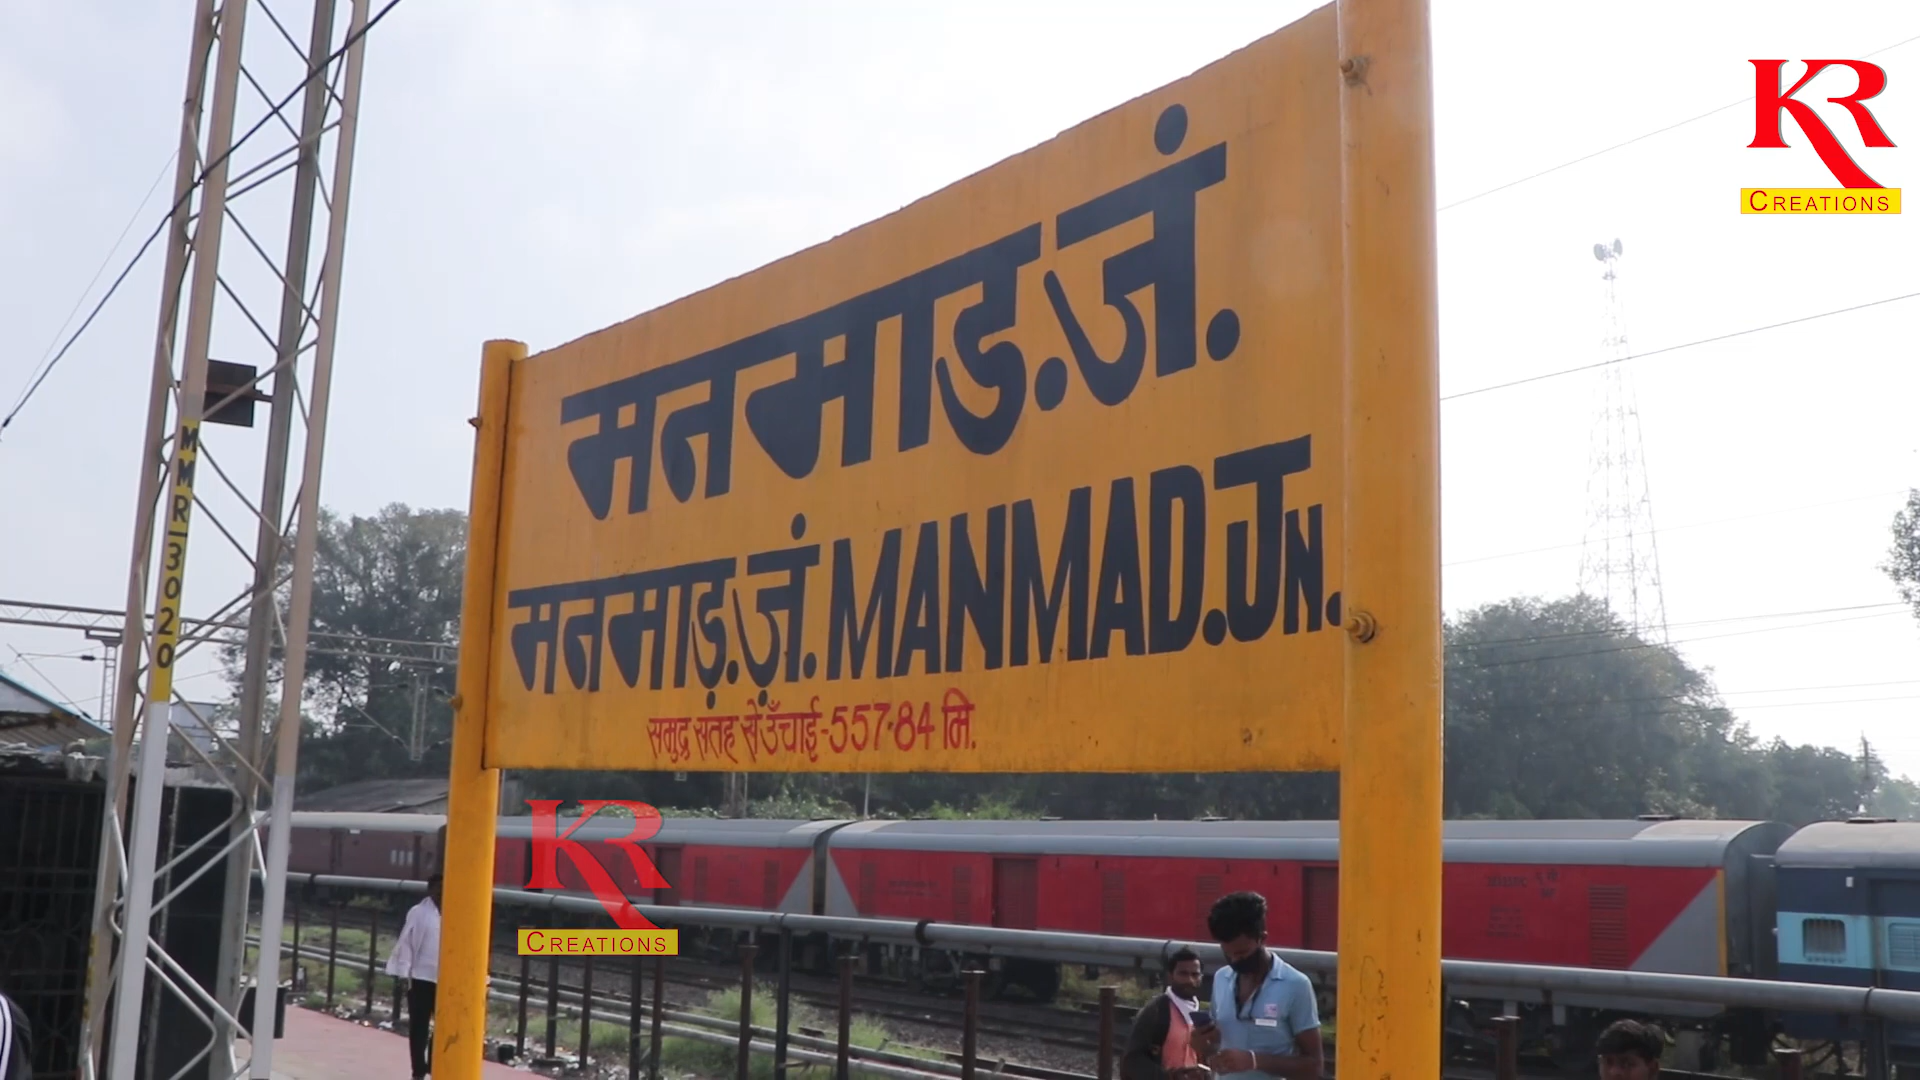 KR
CREATIONS
मनमाड.जं.
मनमाड़.ज़ं. MANMAD.JN.
समुद्र सतह से उँचाई-557.84 मि.
MMR 3020
KR
CREATIONS